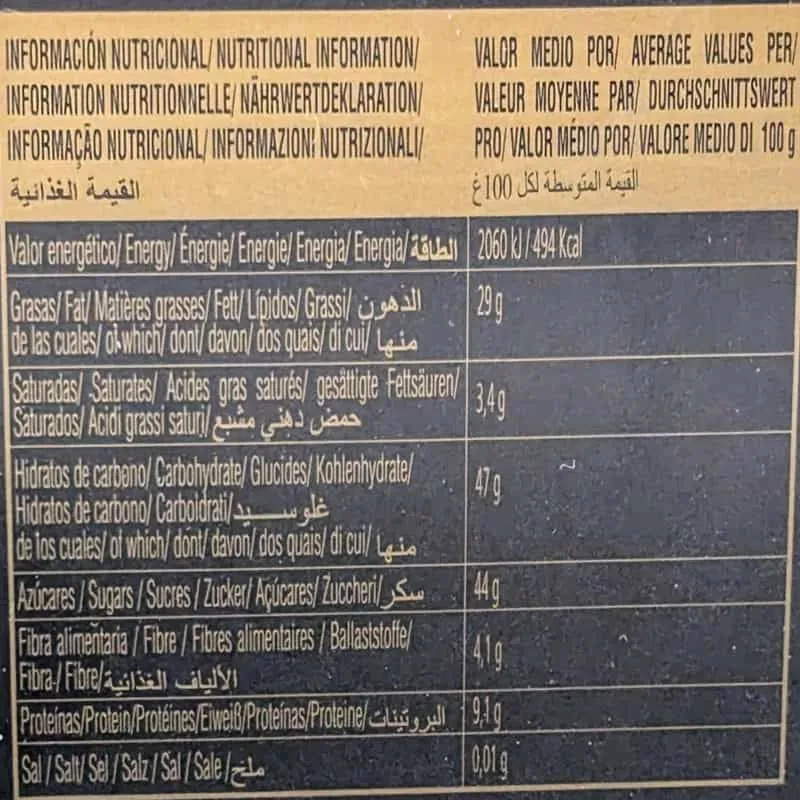 INFORMACIÓN NUTRICIONAL/ NUTRITIONAL INFORMATION/
INFORMATION NUTRITIONNELLE/ NÄHRWERTDEKLARATION/
INFORMAÇÃO NUTRICIONAL/ INFORMAZIONI NUTRIZIONALI/
القيمة الغذائية
VALOR MEDIO POR/ AVERAGE VALUES PER/
VALEUR MOYENNE PAR/ DURCHSCHNITTSWERT
PRO/ VALOR MÉDIO POR/ VALORE MEDIO DI 100 g
القيمة المتوسطة لكل 100غ
Valor energético/ Energy/ Énergie/ Energie/ Energia/ Energia/ الطاقة
2060 kJ / 494 Kcal
Grasas/ Fat/ Matières grasses/ Fett/ Lípidos/ Grassi/ الذهون
de las cuales/ of which/ dont/ davon/ dos quais/ di cui/ منها
29 g
Saturadas/ Saturates/ Acides gras saturés/ gesättigte Fettsäuren/
Saturados/ Acidi grassi saturi/ حمض ذهني مشبع
3,4 g
Hidratos de carbono/ Carbohydrate/ Glucides/ Kohlenhydrate/
Hidratos de carbono/ Carboidrati/ غلوسيد
de los cuales/ of which/ dont/ davon/ dos quais/ di cui/ منها
47 g
Azúcares / Sugars / Sucres / Zucker/ Açúcares/ Zuccheri/ سكر
44 g
Fibra alimentaria / Fibre / Fibres alimentaires / Ballaststoffe/
Fibra-/ Fibre/ الألياف الغذائية
4,1 g
Proteínas/Protein/Protéines/Eiweiß/Proteínas/Proteine/ البروتينات
9,1 g
Sal / Salt/ Sel / Salz / Sal / Sale / ملح
0,01 g